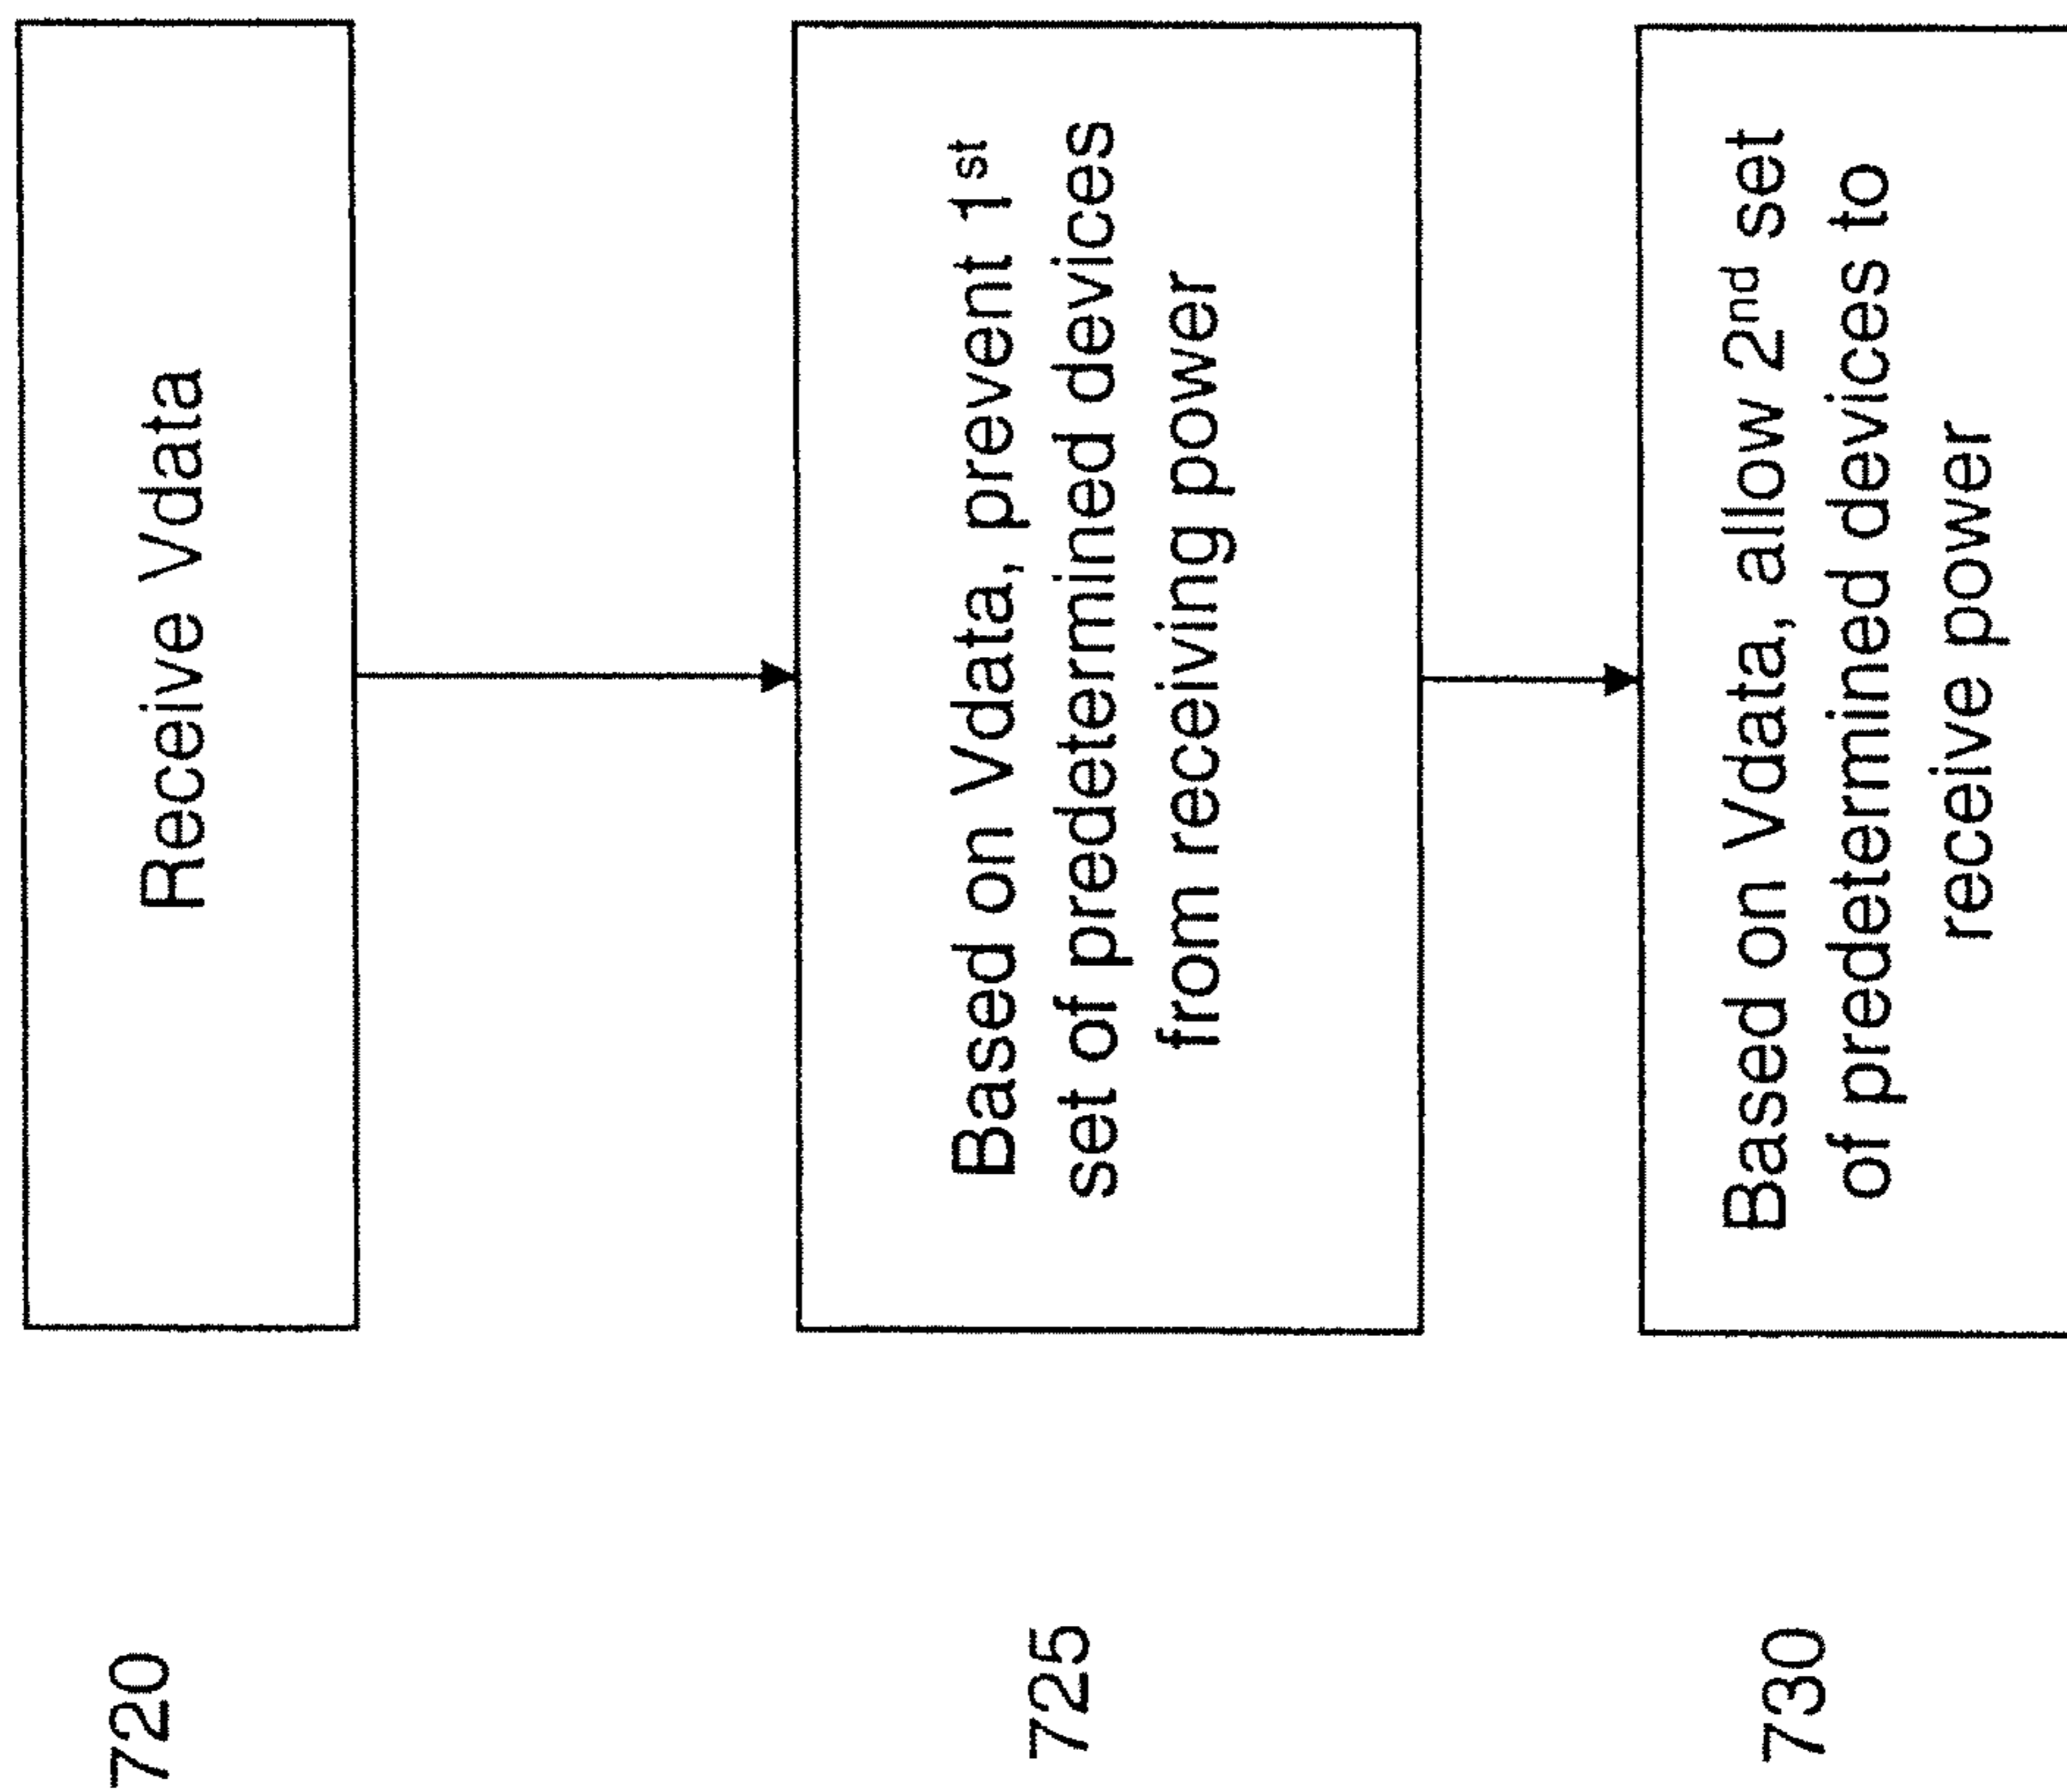 720
Receive Vdata
725
Based on Vdata, prevent 1st
set of predetermined devices
from receiving power
730
Based on Vdata, allow 2nd set
of predetermined devices to
receive power